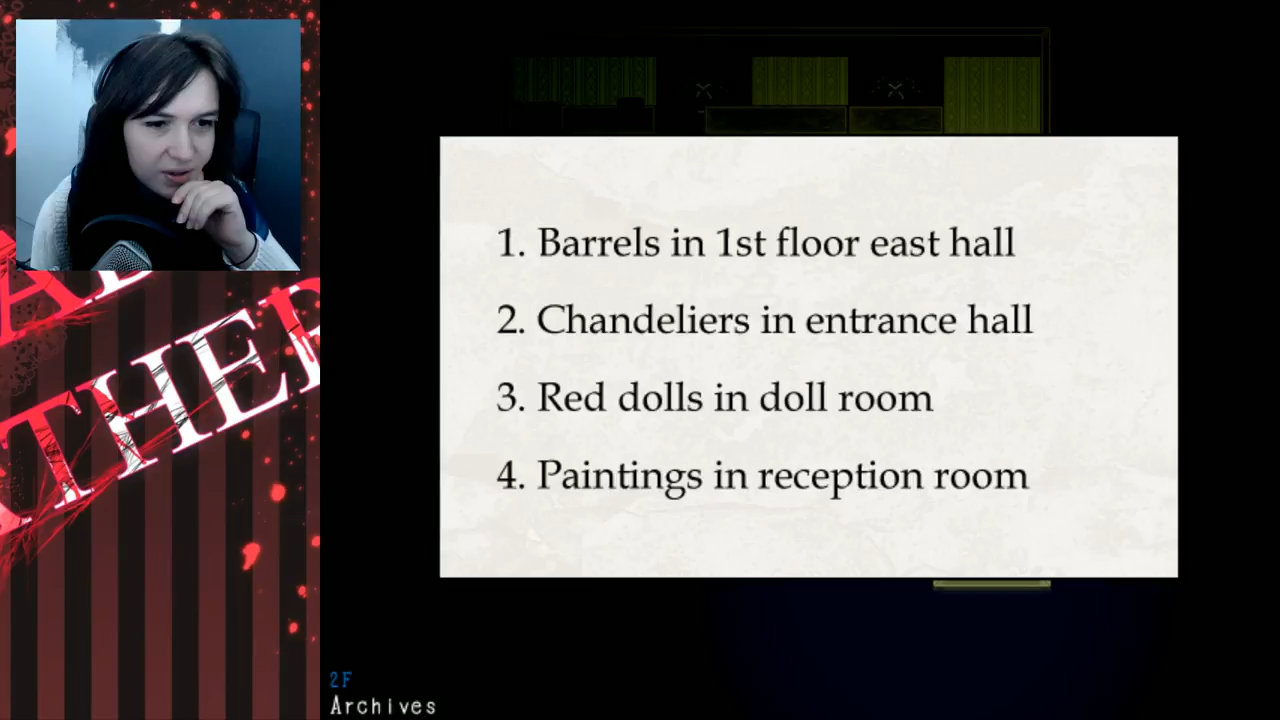 1. Barrels in 1st floor east hall
2. Chandeliers in entrance hall
3. Red dolls in doll room
4. Paintings in reception room
2F
Archives